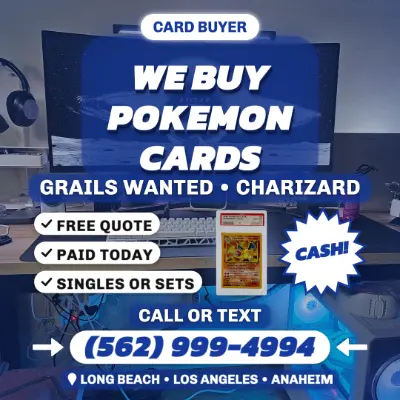 CARD BUYER
WE BUY
POKEMON
CARDS
GRAILS WANTED • CHARIZARD
✓ FREE QUOTE
✓ PAID TODAY
✓ SINGLES OR SETS
CASH!
CALL OR TEXT
(562) 999-4994
LONG BEACH • LOS ANGELES • ANAHEIM